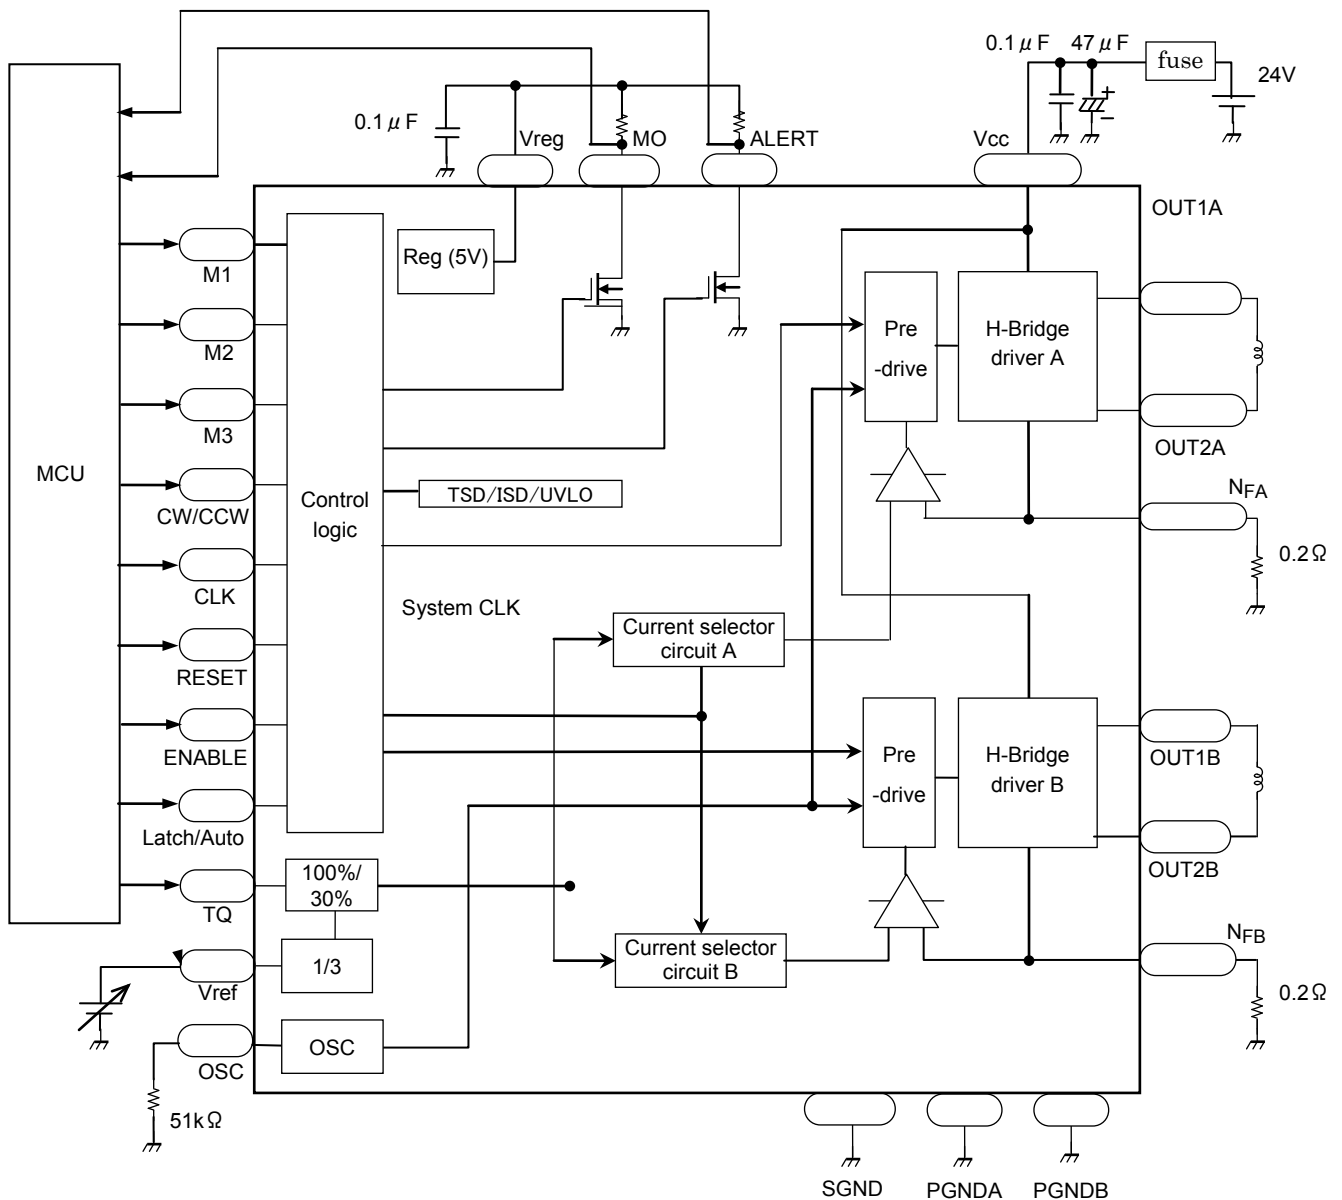 0.1μF
47μF
fuse
24V
0.1μF
Vreg
MO
ALERT
Vcc
OUT1A
M1
Reg (5V)
Pre
-drive
H-Bridge
driver A
M2
M3
OUT2A
MCU
CW/CCW
Control
logic
TSD/ISD/UVLO
NFA
0.2Ω
CLK
System CLK
Current selector
circuit A
RESET
ENABLE
Pre
-drive
H-Bridge
driver B
OUT1B
Latch/Auto
OUT2B
TQ
100%/
30%
NFB
Vref
1/3
Current selector
circuit B
0.2Ω
OSC
OSC
51kΩ
SGND
PGNDA
PGNDB